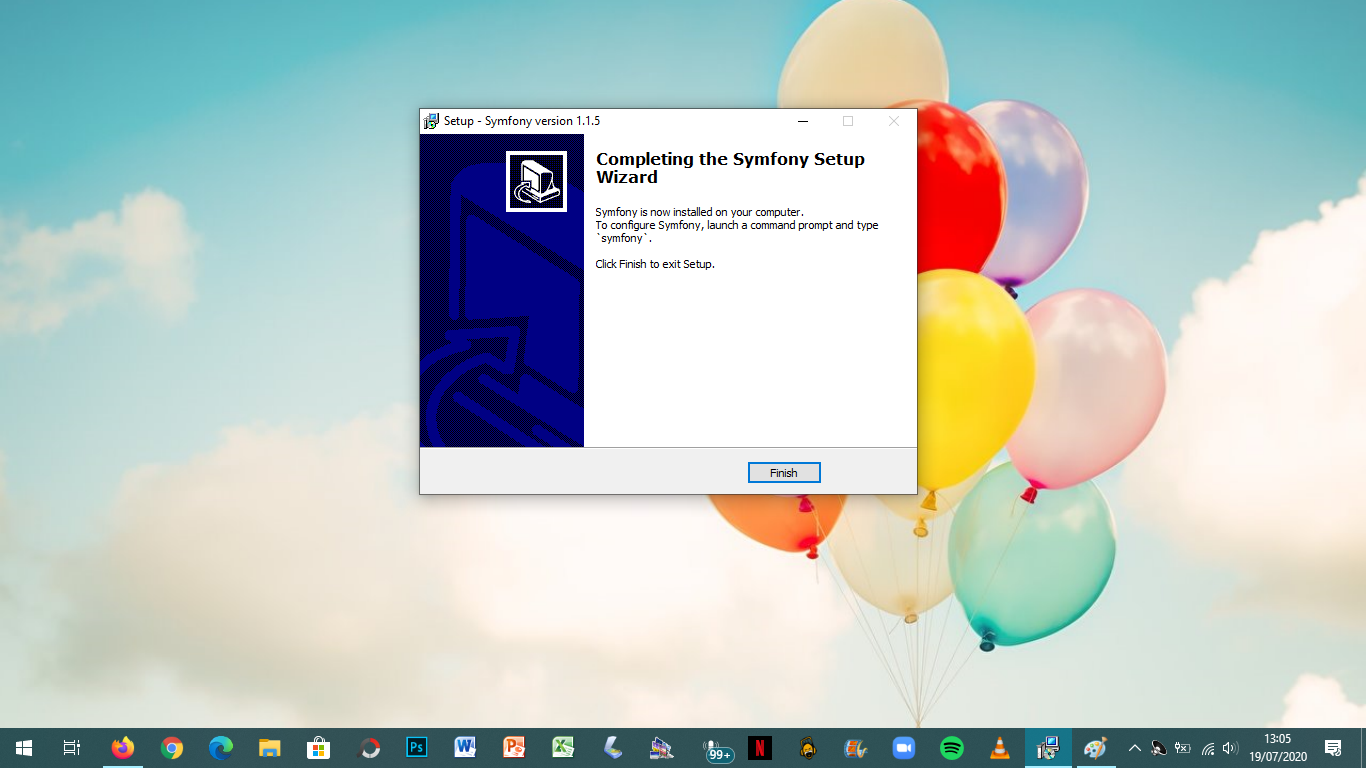 Setup - Symfony version 1.1.5
Completing the Symfony Setup
Wizard
Symfony is now installed on your computer.
To configure Symfony, launch a command prompt and type
`symfony`.
Click Finish to exit Setup.
Finish
Ps
W
P
X
99+
N
13:05
19/07/2020